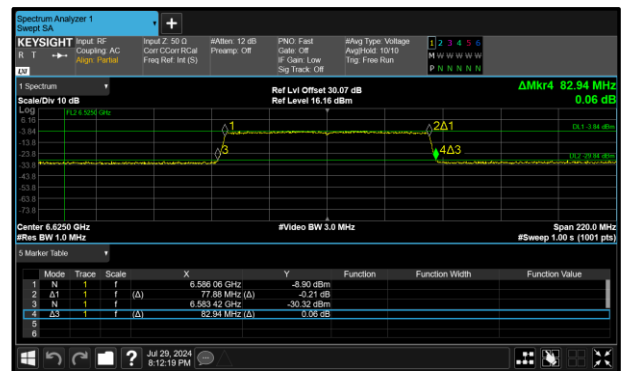 Spectrum Analyzer 1
Swept SA
+
KEYSIGHT Input: RF Input Z: 50 Ω #Atten: 12 dB PNO: Fast #Avg Type: Voltage 1 2 3 4 5 6
R T Coupling: AC Corr CCorr RCal Preamp: Off Gate: Off Avg|Hold: 10/10 M W W W W W
Align: Partial Freq Ref: Int (S) IF Gain: Low Trig: Free Run
LXI Sig Track: Off P N N N N N
1 Spectrum Ref Lvl Offset 30.07 dB ΔMkr4 82.94 MHz
Scale/Div 10 dB Ref Level 16.16 dBm 0.06 dB
Log FL2 6.5250 GHz
6.16
-3.84 1 2Δ1 DL1 -3.84 dBm
-13.8
-23.8 3 4Δ3 DL2 -29.84 dBm
-33.8
-43.8
-53.8
-63.8
-73.8
Center 6.6250 GHz #Video BW 3.0 MHz Span 220.0 MHz
#Res BW 1.0 MHz #Sweep 1.00 s (1001 pts)
5 Marker Table
Mode Trace Scale X Y Function Function Width Function Value
1 N 1 f 6.586 06 GHz -8.90 dBm
2 Δ1 1 f (Δ) 77.88 MHz (Δ) -0.21 dB
3 N 1 f 6.583 42 GHz -30.32 dBm
4 Δ3 1 f (Δ) 82.94 MHz (Δ) 0.06 dB
5
6
? Jul 29, 2024
8:12:19 PM